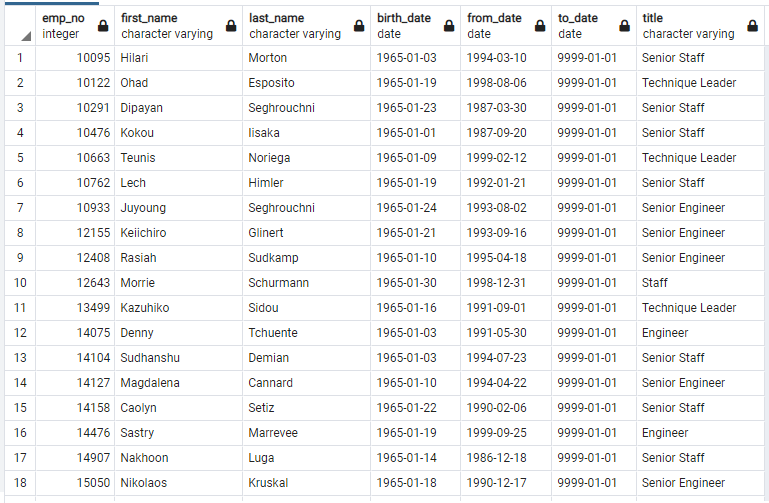 emp_no first_name last_name birth_date from_date to_date title
integer character varying character varying date date date character varying
1 10095 Hilari Morton 1965-01-03 1994-03-10 9999-01-01 Senior Staff
2 10122 Ohad Esposito 1965-01-19 1998-08-06 9999-01-01 Technique Leader
3 10291 Dipayan Seghrouchni 1965-01-23 1987-03-30 9999-01-01 Senior Staff
4 10476 Kokou Iisaka 1965-01-01 1987-09-20 9999-01-01 Senior Staff
5 10663 Teunis Noriega 1965-01-09 1999-02-12 9999-01-01 Technique Leader
6 10762 Lech Himler 1965-01-19 1992-01-21 9999-01-01 Senior Staff
7 10933 Juyoung Seghrouchni 1965-01-24 1993-08-02 9999-01-01 Senior Engineer
8 12155 Keiichiro Glinert 1965-01-21 1993-09-16 9999-01-01 Senior Engineer
9 12408 Rasiah Sudkamp 1965-01-10 1995-04-18 9999-01-01 Senior Engineer
10 12643 Morrie Schurmann 1965-01-30 1998-12-31 9999-01-01 Staff
11 13499 Kazuhiko Sidou 1965-01-16 1991-09-01 9999-01-01 Technique Leader
12 14075 Denny Tchuente 1965-01-03 1991-05-30 9999-01-01 Engineer
13 14104 Sudhanshu Demian 1965-01-03 1994-07-23 9999-01-01 Senior Staff
14 14127 Magdalena Cannard 1965-01-10 1994-04-22 9999-01-01 Senior Engineer
15 14158 Caolyn Setiz 1965-01-22 1990-02-06 9999-01-01 Senior Staff
16 14476 Sastry Marrevee 1965-01-19 1999-09-25 9999-01-01 Engineer
17 14907 Nakhoon Luga 1965-01-14 1986-12-18 9999-01-01 Senior Staff
18 15050 Nikolaos Kruskal 1965-01-18 1990-12-17 9999-01-01 Senior Engineer